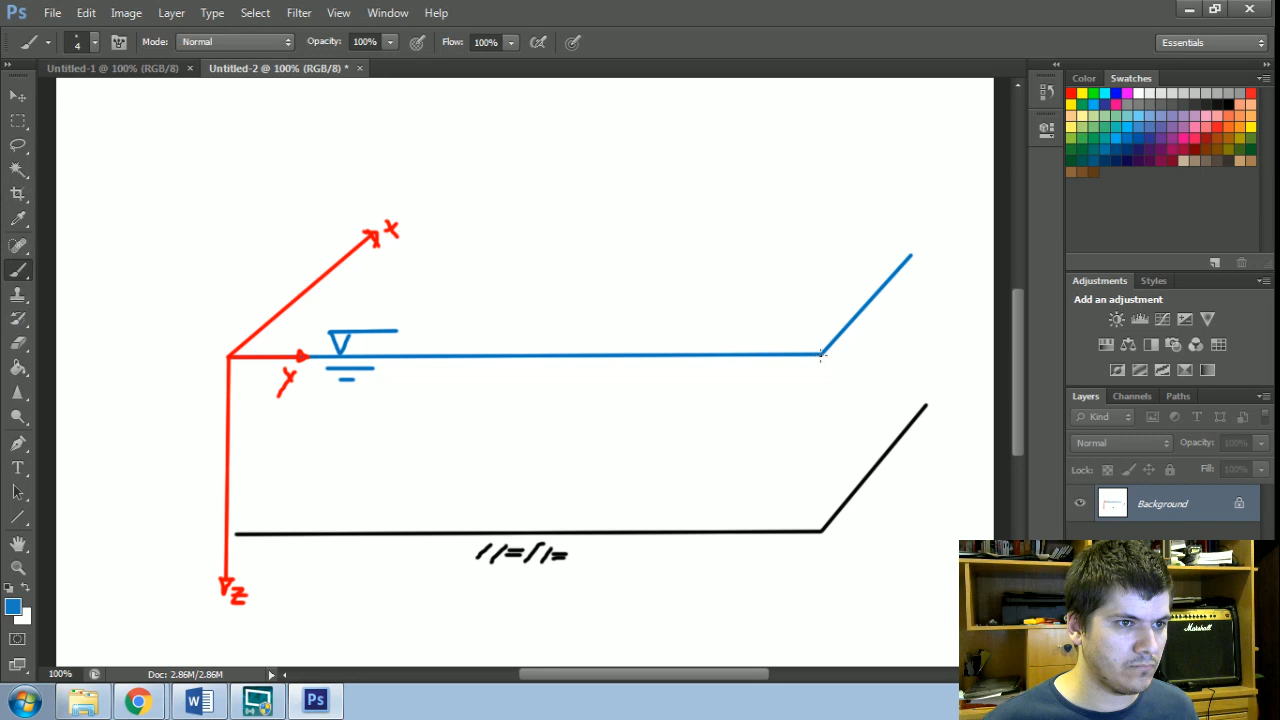 Ps File Edit Image Layer Type Select Filter View Window Help
4 Mode: Normal Opacity: 100% Flow: 100% Essentials
Untitled-1 @ 100% (RGB/8) × Untitled-2 @ 100% (RGB/8) * ×
Color Swatches
x
y
z
Adjustments Styles
Add an adjustment
Layers Channels Paths
Kind
Normal Opacity: 100%
Lock: Fill: 100%
Background
Marshall
100% Doc: 2.86M/2.86M
W Ps